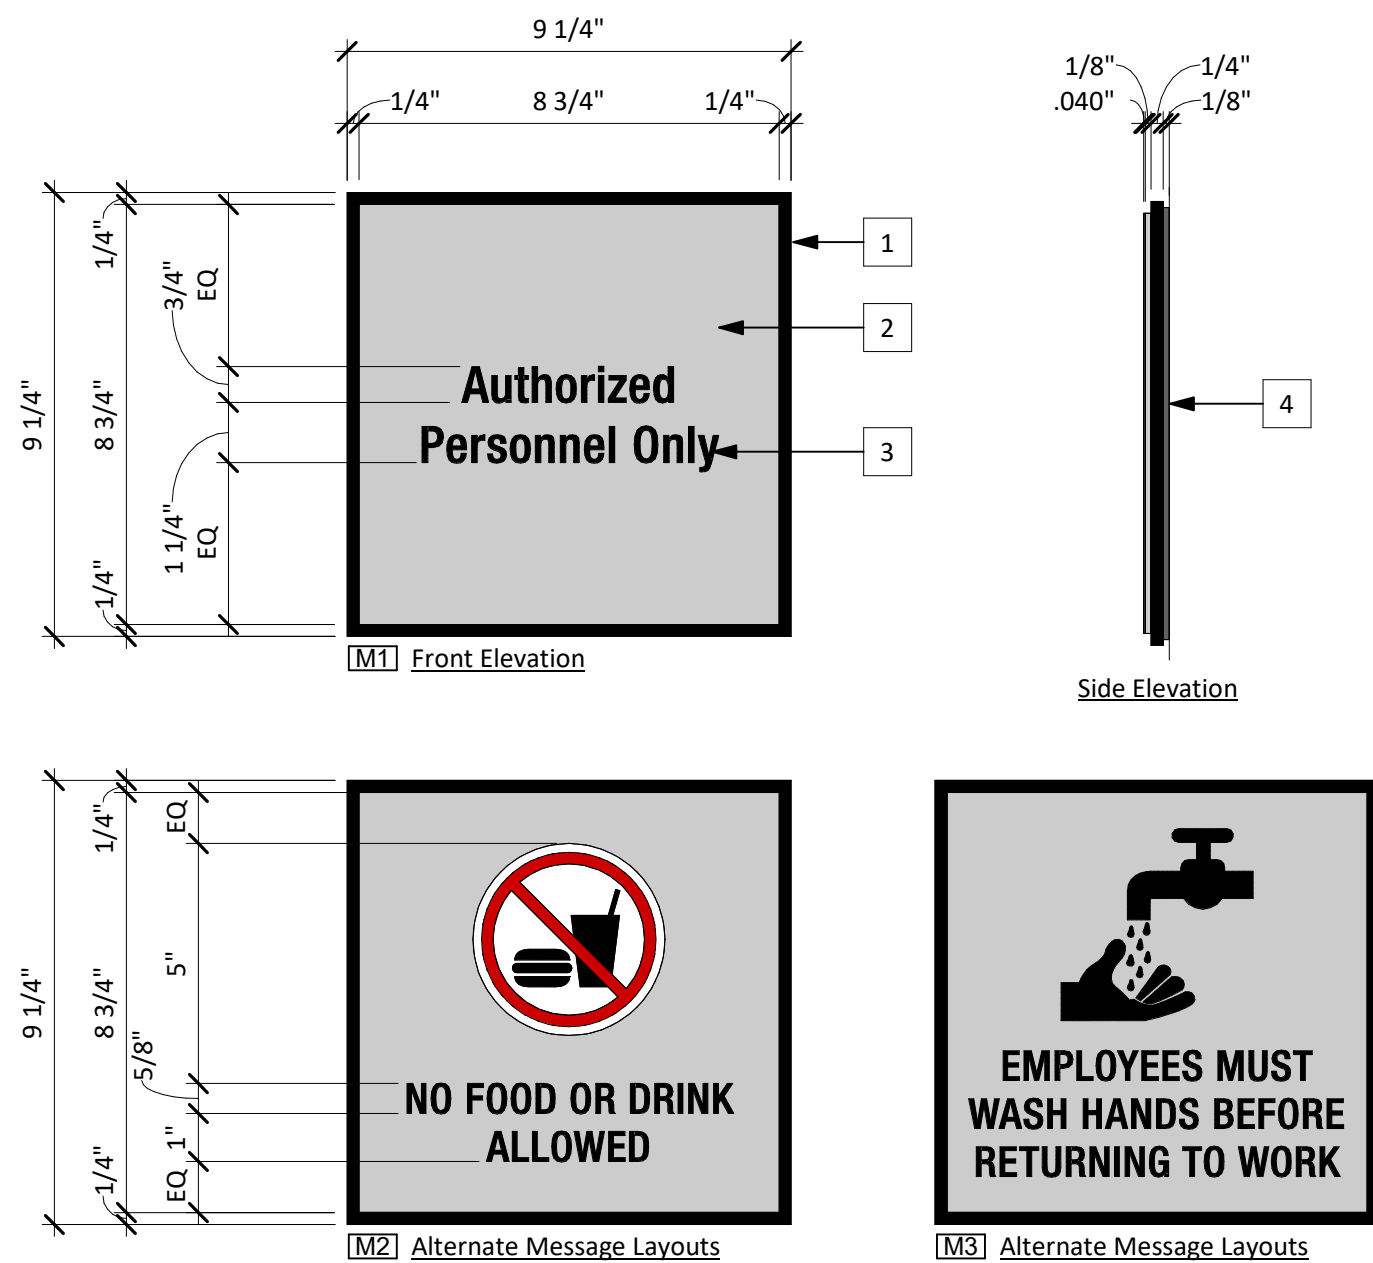 9 1/4"
1/4" 8 3/4" 1/4"
1/8" 1/4"
.040" 1/8"
1/4"
3/4"
EQ
9 1/4"
8 3/4"
1 1/4"
EQ
1/4"
1
2
3
4
Authorized
Personnel Only
M1 Front Elevation
Side Elevation
1/4"
EQ
9 1/4"
8 3/4"
5"
5/8"
1"
1/4"
EQ
NO FOOD OR DRINK
ALLOWED
M2 Alternate Message Layouts
EMPLOYEES MUST
WASH HANDS BEFORE
RETURNING TO WORK
M3 Alternate Message Layouts